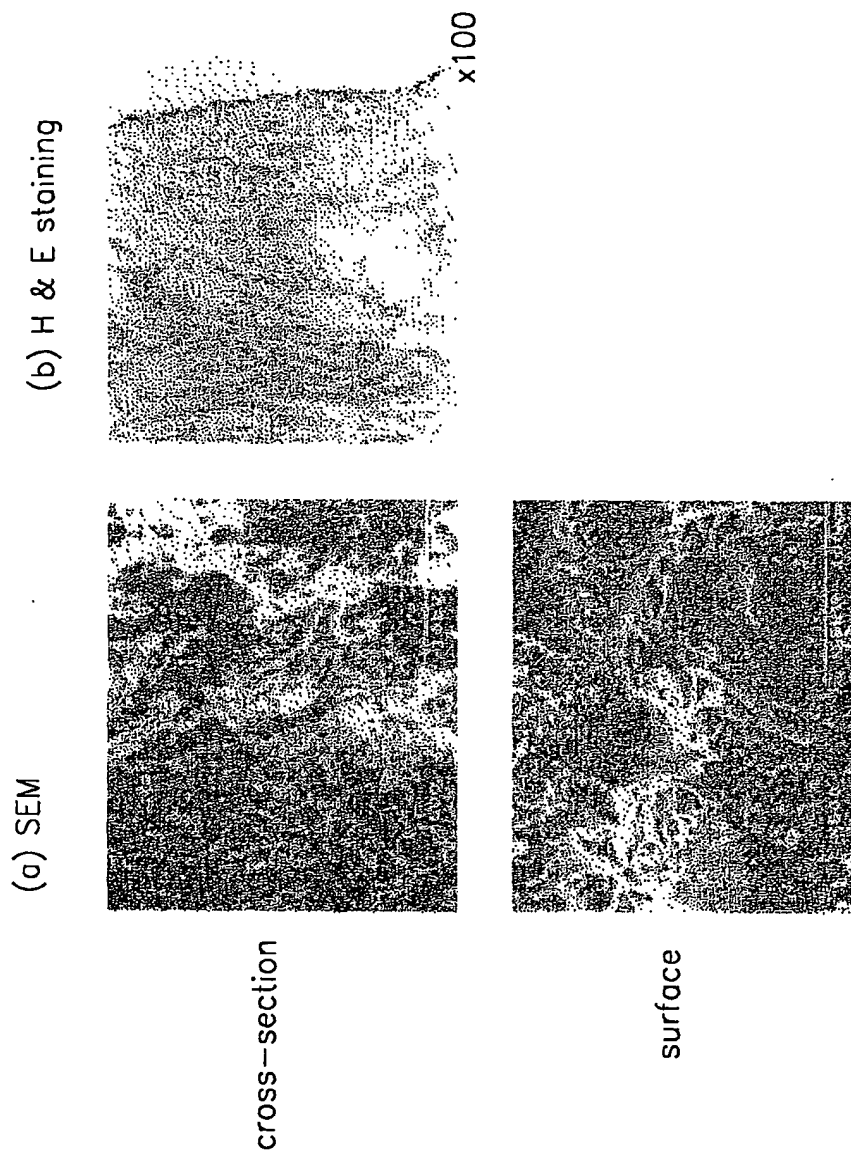 (a) SEM
(b) H & E staining
cross-section
x100
surface